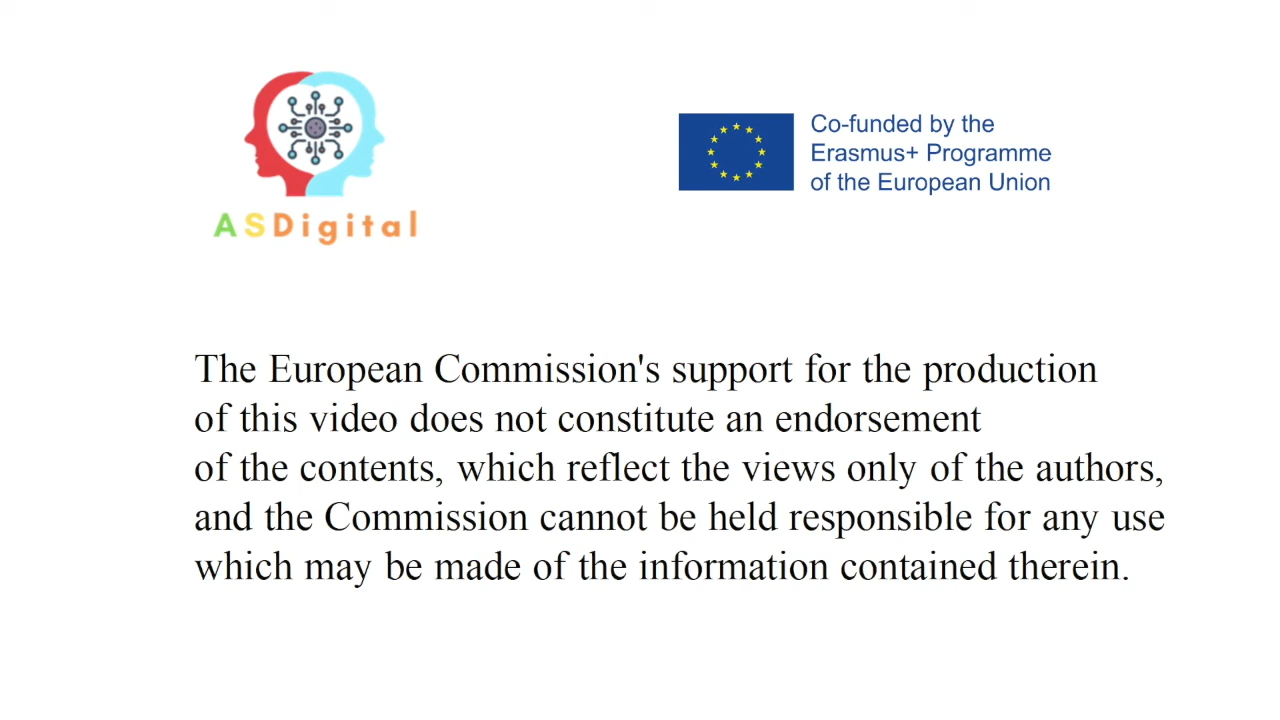 ASDigital
Co-funded by the
Erasmus+ Programme
of the European Union
The European Commission's support for the production
of this video does not constitute an endorsement
of the contents, which reflect the views only of the authors,
and the Commission cannot be held responsible for any use
which may be made of the information contained therein.